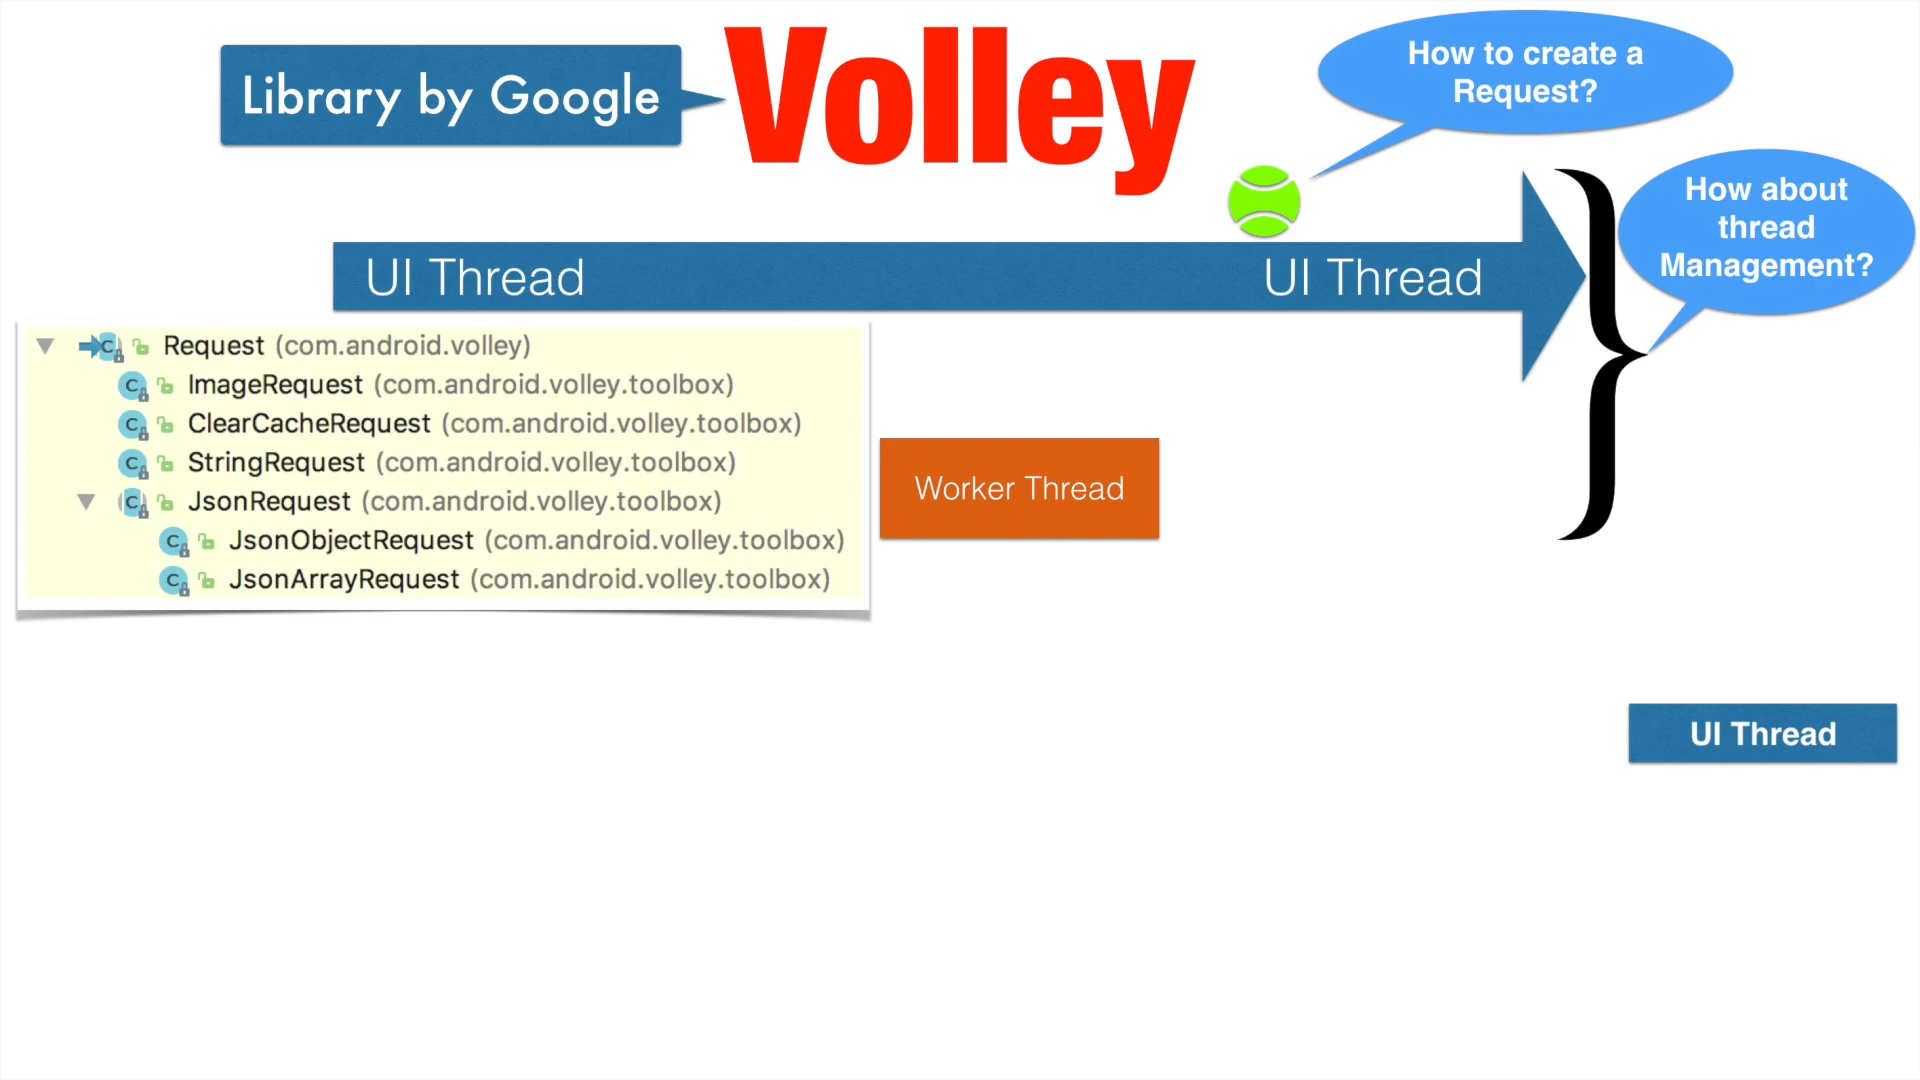 Library by Google
Volley
How to create a
Request?
How about
thread
Management?
UI Thread
UI Thread
Request (com.android.volley)
ImageRequest (com.android.volley.toolbox)
ClearCacheRequest (com.android.volley.toolbox)
StringRequest (com.android.volley.toolbox)
JsonRequest (com.android.volley.toolbox)
JsonObjectRequest (com.android.volley.toolbox)
JsonArrayRequest (com.android.volley.toolbox)
Worker Thread
UI Thread